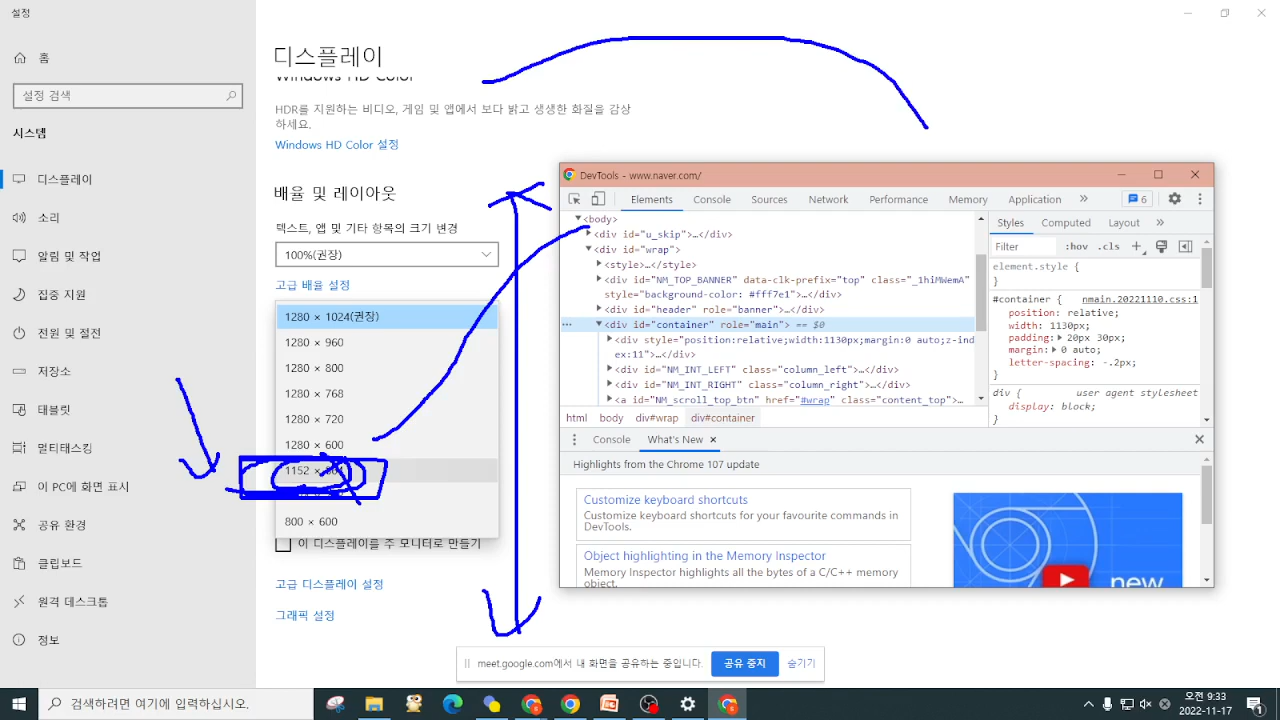 설정
홈
설정 검색
시스템
디스플레이
소리
알림 및 작업
집중 지원
전원 및 절전
저장소
태블릿
멀티태스킹
이 PC에 화면 표시
공유 환경
클립보드
원격 데스크톱
정보
디스플레이
Windows HD Color
HDR를 지원하는 비디오, 게임 및 앱에서 보다 밝고 생생한 화질을 감상
하세요.
Windows HD Color 설정
배율 및 레이아웃
텍스트, 앱 및 기타 항목의 크기 변경
100%(권장)
고급 배율 설정
1280 × 1024(권장)
1280 × 960
1280 × 800
1280 × 768
1280 × 720
1280 × 600
1152 × 864
800 × 600
이 디스플레이를 주 모니터로 만들기
고급 디스플레이 설정
그래픽 설정
DevTools - www.naver.com/
Elements Console Sources Network Performance Memory Application » 6
<body>
<div id="u_skip">…</div>
<div id="wrap">
<style>…</style>
<div id="NM_TOP_BANNER" data-clk-prefix="top" class="_1hiMWemA"
style="background-color: #fff7e1">…</div>
<div id="header" role="banner">…</div>
<div id="container" role="main"> == $0
<div style="position:relative;width:1130px;margin:0 auto;z-ind
ex:11">…</div>
<div id="NM_INT_LEFT" class="column_left">…</div>
<div id="NM_INT_RIGHT" class="column_right">…</div>
<a id="NM_scroll_top_btn" href="#wrap" class="content_top">…
html body div#wrap div#container
Styles Computed Layout »
Filter :hov .cls +
element.style {
}
#container { nmain.20221110.css:1
position: relative;
width: 1130px;
padding: 20px 30px;
margin: 0 auto;
letter-spacing: -.2px;
}
div { user agent stylesheet
display: block;
}
Console What's New ×
Highlights from the Chrome 107 update
Customize keyboard shortcuts
Customize keyboard shortcuts for your favourite commands in
DevTools.
Object highlighting in the Memory Inspector
Memory Inspector highlights all the bytes of a C/C++ memory
object.
new
meet.google.com에서 내 화면을 공유하는 중입니다. 공유 중지 숨기기
검색하려면 여기에 입력하십시오.
오전 9:33
2022-11-17
1